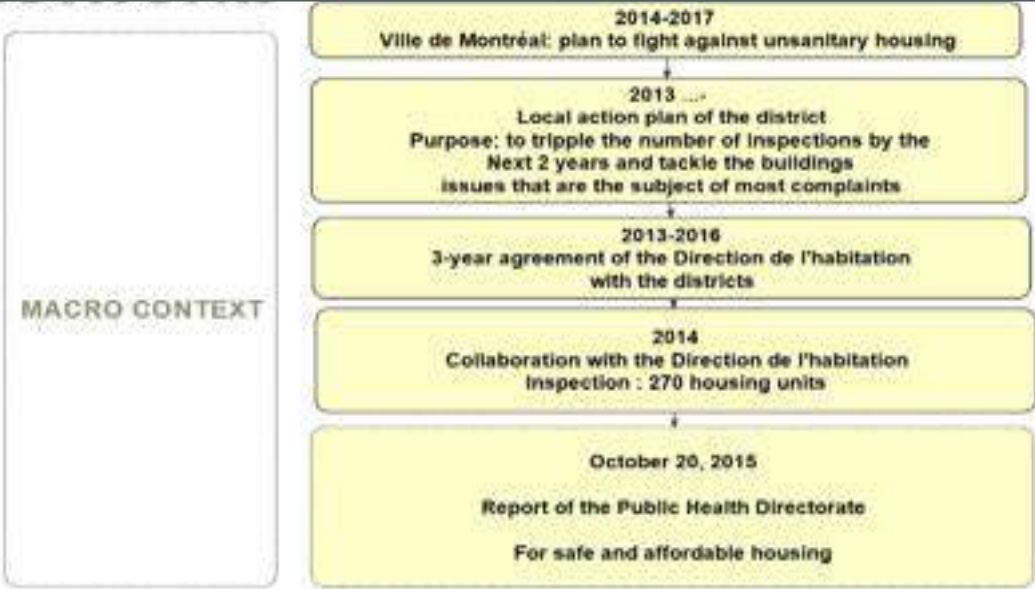 MACRO CONTEXT
2014-2017
Ville de Montréal: plan to fight against unsanitary housing
2013 ...-
Local action plan of the district
Purpose: to tripple the number of inspections by the
Next 2 years and tackle the buildings
issues that are the subject of most complaints
2013-2016
3-year agreement of the Direction de l'habitation
with the districts
2014
Collaboration with the Direction de l'habitation
Inspection : 270 housing units
October 20, 2015
Report of the Public Health Directorate
For safe and affordable housing